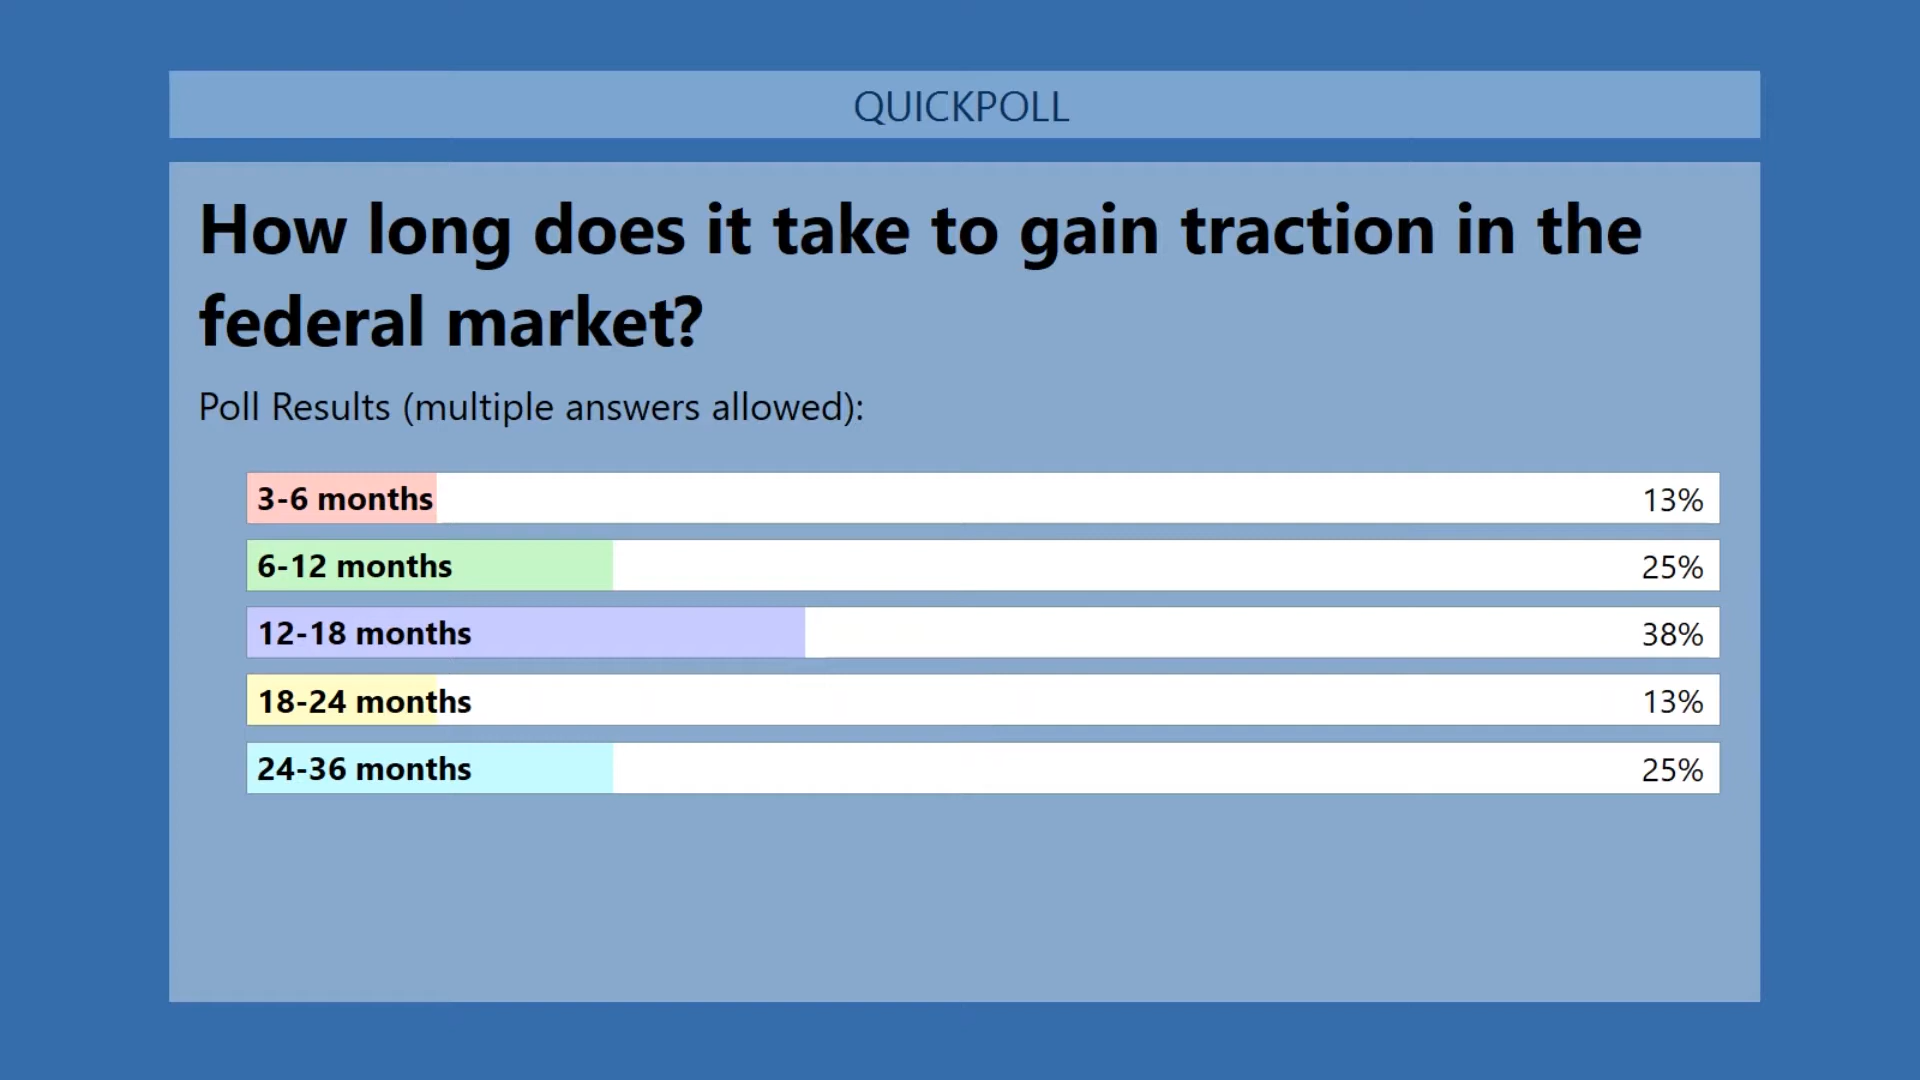 QUICKPOLL
How long does it take to gain traction in the
federal market?
Poll Results (multiple answers allowed):
3-6 months 13%
6-12 months 25%
12-18 months 38%
18-24 months 13%
24-36 months 25%